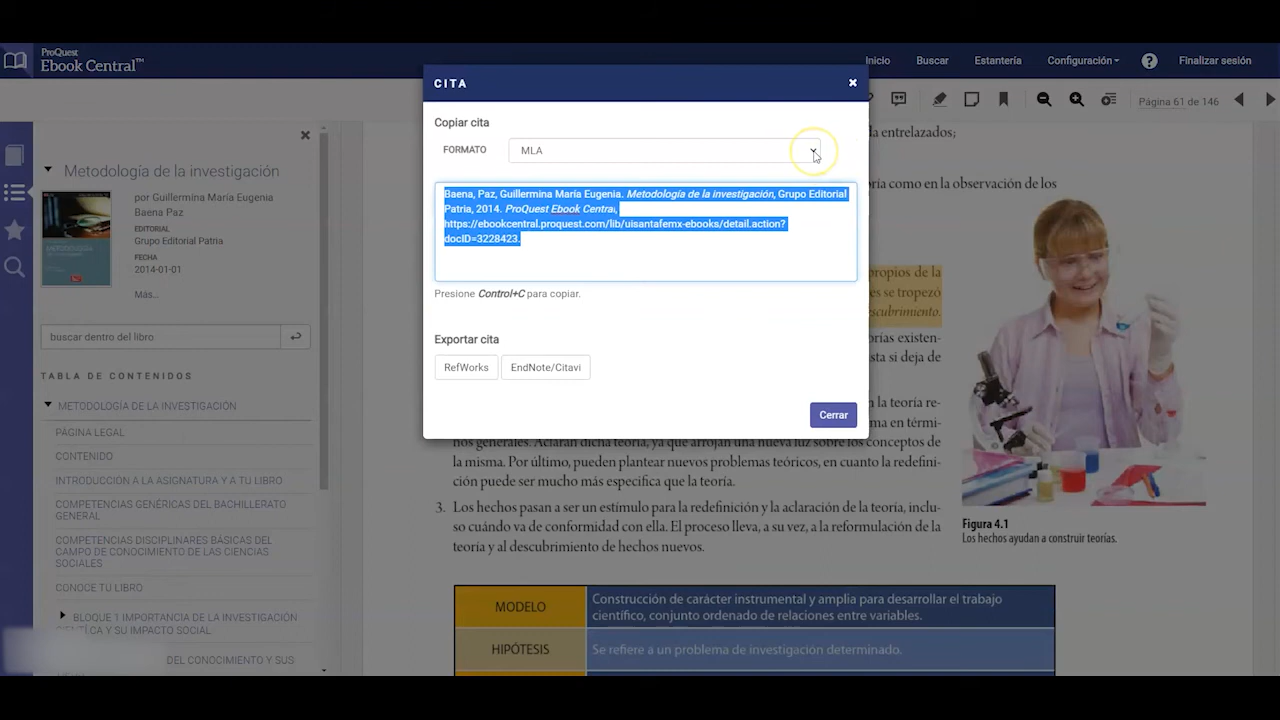 ProQuest
Ebook Central™
Inicio
Buscar
Estantería
Configuración
?
Finalizar sesión
Página 61 de 146
Metodología de la investigación
por Guillermina María Eugenia
Baena Paz
EDITORIAL
Grupo Editorial Patria
FECHA
2014-01-01
Más...
buscar dentro del libro
TABLA DE CONTENIDOS
METODOLOGÍA DE LA INVESTIGACIÓN
PÁGINA LEGAL
CONTENIDO
INTRODUCCIÓN A LA ASIGNATURA Y A TU LIBRO
COMPETENCIAS GENÉRICAS DEL BACHILLERATO
GENERAL
COMPETENCIAS DISCIPLINARES BÁSICAS DEL
CAMPO DE CONOCIMIENTO DE LAS CIENCIAS
SOCIALES
CONOCE TU LIBRO
BLOQUE 1 IMPORTANCIA DE LA INVESTIGACIÓN
CIENTÍFICA Y SU IMPACTO SOCIAL
DEL CONOCIMIENTO Y SUS
CITA
×
Copiar cita
FORMATO
MLA
Baena, Paz, Guillermina María Eugenia. Metodología de la investigación, Grupo Editorial
Patria, 2014. ProQuest Ebook Central,
https://ebookcentral.proquest.com/lib/uisantafemx-ebooks/detail.action?
docID=3228423.
Presione Control+C para copiar.
Exportar cita
RefWorks
EndNote/Citavi
Cerrar
da entrelazados;
oría como en la observación de los
propios de la
es se tropezó
escubrimiento.
orías existen-
sta si deja de
n la teoría re-
ma en térmi-
nos generales. Aclaran dicha teoría, ya que arrojan una nueva luz sobre los conceptos de
la misma. Por último, pueden plantear nuevos problemas teóricos, en cuanto la redefini-
ción puede ser mucho más específica que la teoría.
3. Los hechos pasan a ser un estímulo para la redefinición y la aclaración de la teoría, inclu-
so cuándo va de conformidad con ella. El proceso lleva, a su vez, a la reformulación de la
teoría y al descubrimiento de hechos nuevos.
Figura 4.1
Los hechos ayudan a construir teorías.
MODELO
Construcción de carácter instrumental y amplia para desarrollar el trabajo
científico, conjunto ordenado de relaciones entre variables.
HIPÓTESIS
Se refiere a un problema de investigación determinado.